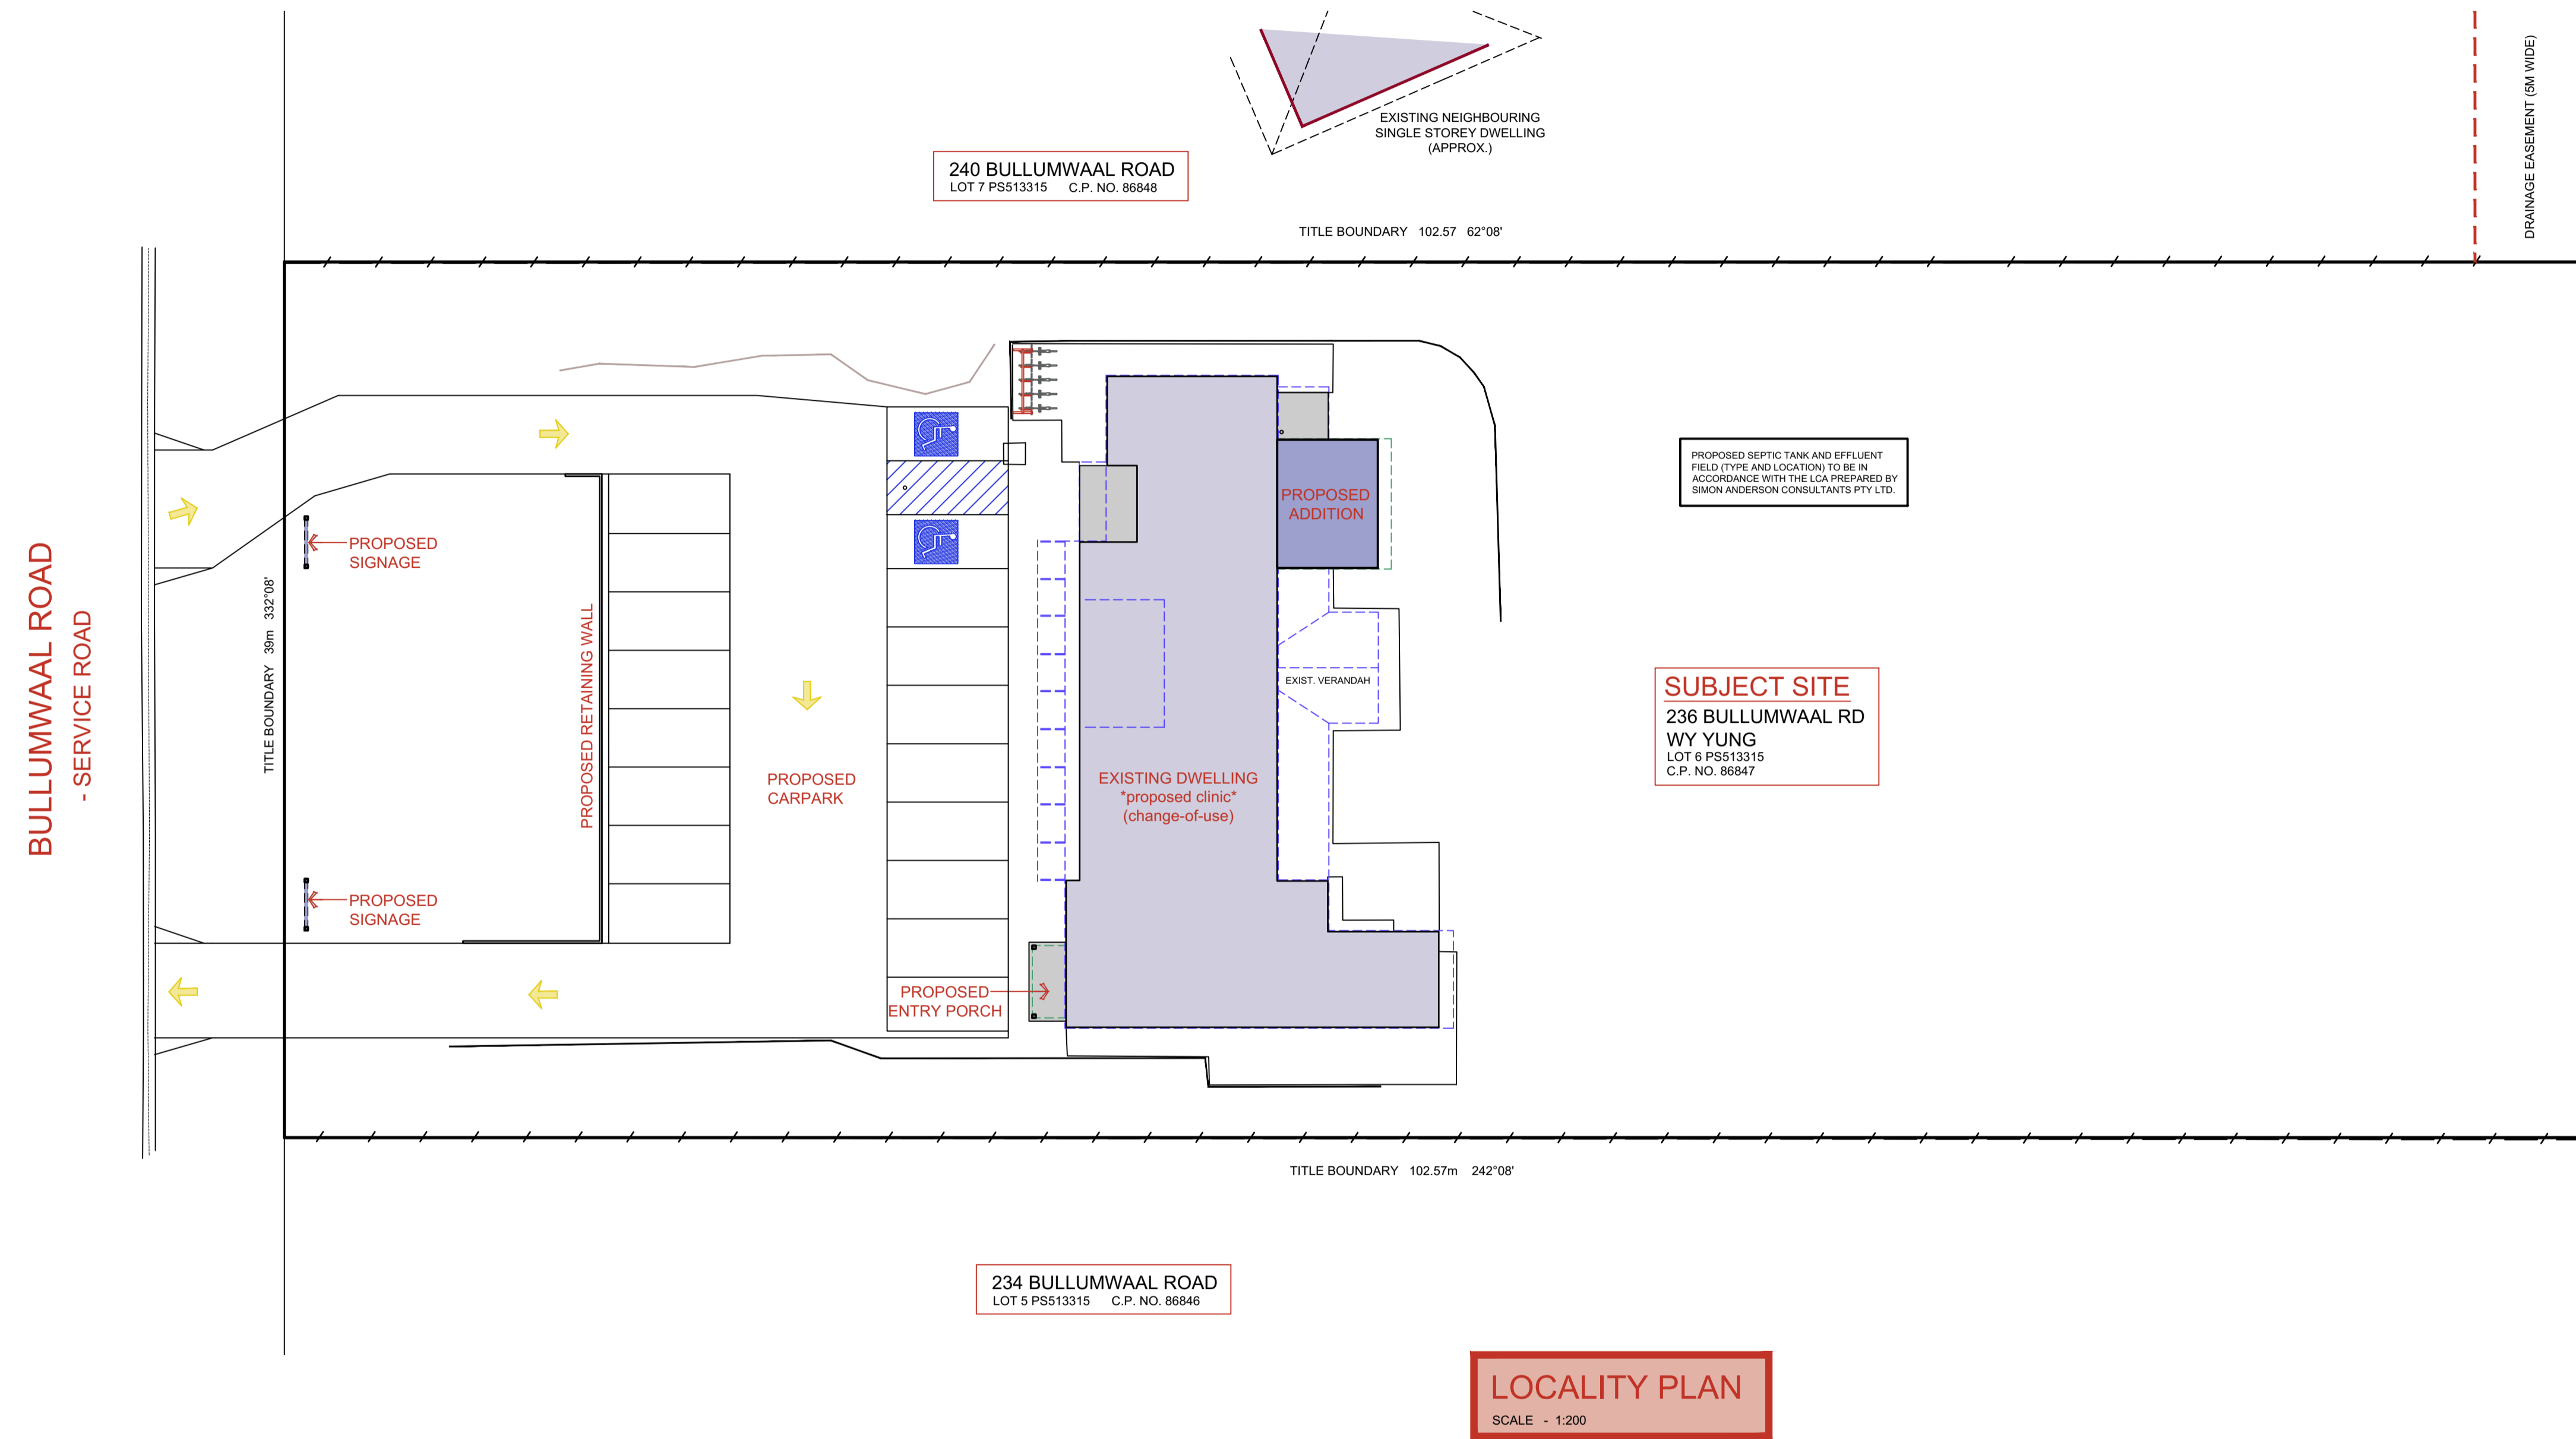 EXISTING NEIGHBOURING
SINGLE STOREY DWELLING
(APPROX.)
DRAINAGE EASEMENT (5M WIDE)
240 BULLUMWAAL ROAD
LOT 7 PS513315 C.P. NO. 86848
TITLE BOUNDARY 102.57 62°08'
BULLUMWAAL ROAD
- SERVICE ROAD
TITLE BOUNDARY 39m 332°08'
PROPOSED
SIGNAGE
PROPOSED RETAINING WALL
PROPOSED
SIGNAGE
PROPOSED
CARPARK
PROPOSED
ENTRY PORCH
PROPOSED
ADDITION
EXIST. VERANDAH
EXISTING DWELLING
*proposed clinic*
(change-of-use)
PROPOSED SEPTIC TANK AND EFFLUENT
FIELD (TYPE AND LOCATION) TO BE IN
ACCORDANCE WITH THE LCA PREPARED BY
SIMON ANDERSON CONSULTANTS PTY LTD.
SUBJECT SITE
236 BULLUMWAAL RD
WY YUNG
LOT 6 PS513315
C.P. NO. 86847
TITLE BOUNDARY 102.57m 242°08'
234 BULLUMWAAL ROAD
LOT 5 PS513315 C.P. NO. 86846
LOCALITY PLAN
SCALE - 1:200